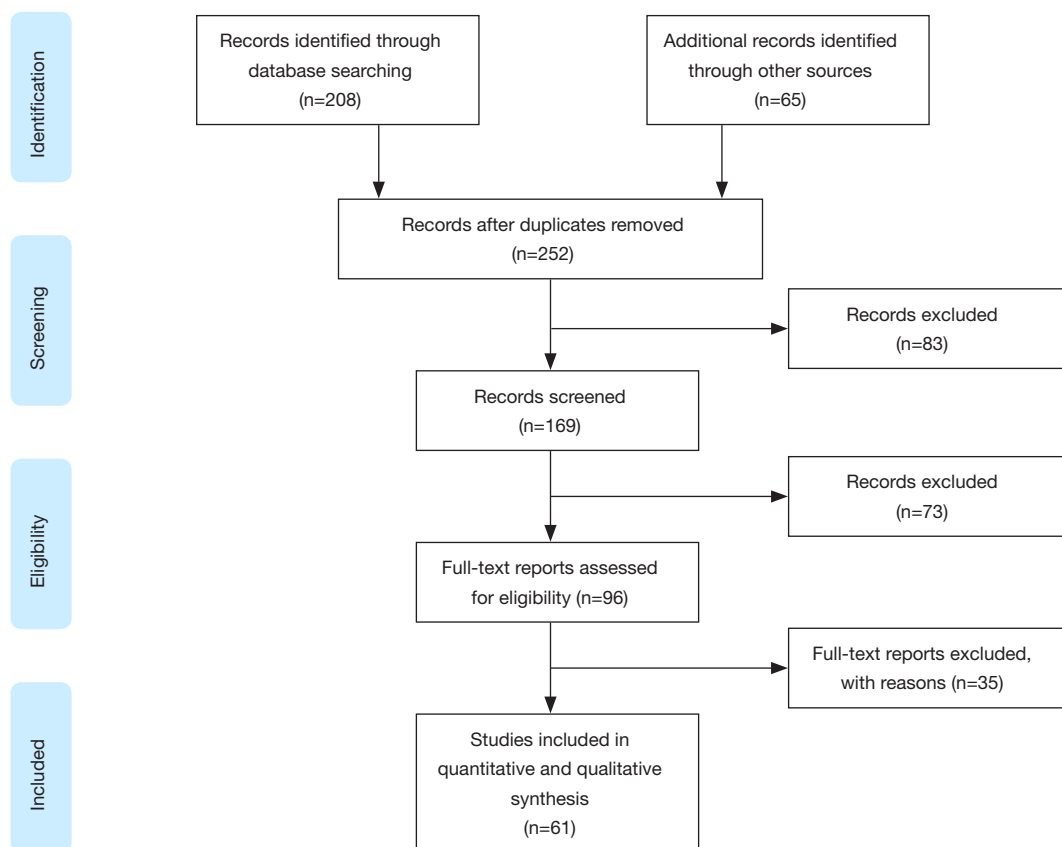 Identification
Records identified through
database searching
(n=208)
Additional records identified
through other sources
(n=65)
Records after duplicates removed
(n=252)
Screening
Records excluded
(n=83)
Records screened
(n=169)
Records excluded
(n=73)
Eligibility
Full-text reports assessed
for eligibility (n=96)
Full-text reports excluded,
with reasons (n=35)
Included
Studies included in
quantitative and qualitative
synthesis
(n=61)